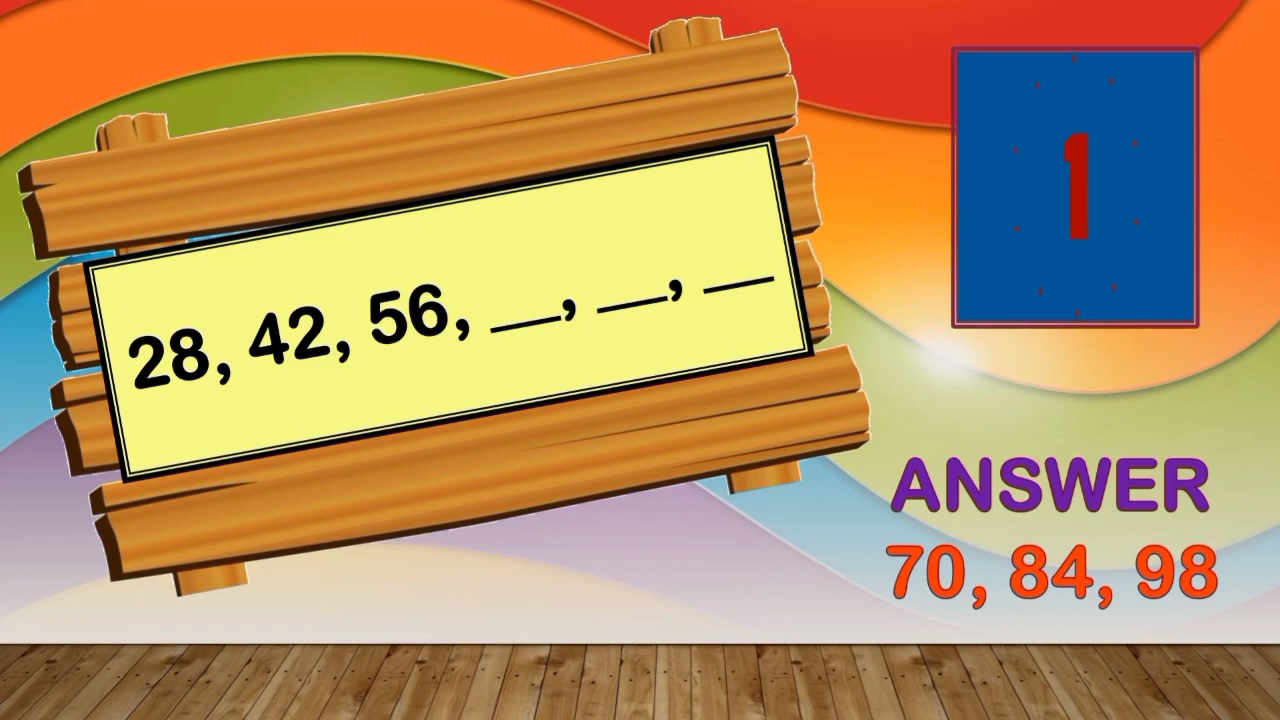 28, 42, 56, __, __, __
1
ANSWER
70, 84, 98